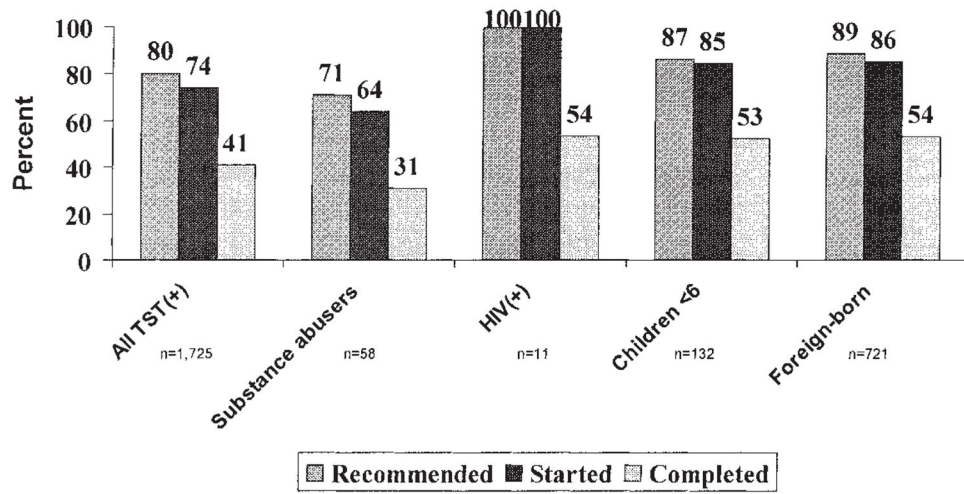 100
80
60
40
20
0
Percent
80
74
41
71
64
31
100
100
54
87
85
53
89
86
54
All TST(+)
n=1,725
Substance abusers
n=58
HIV(+)
n=11
Children <6
n=132
Foreign-born
n=721
Recommended Started Completed